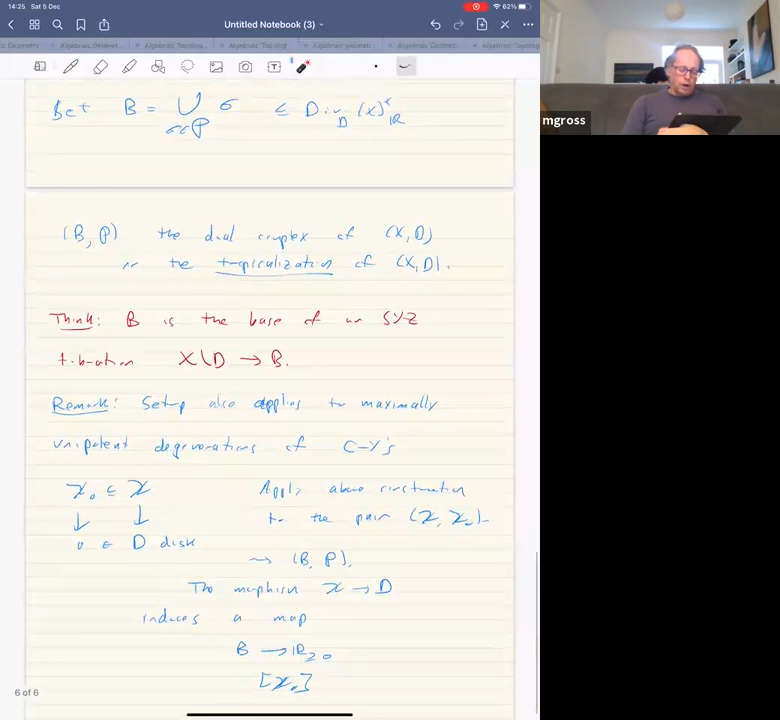 14:25 Sat 5 Dec
62%
Untitled Notebook (3)
Set B = ∪ σ ⊆ Div_D (X)*_ℝ
σ∈P
(B, P) the dual complex of (X, D)
or the tropicalization of (X, D).
Think: B is the base of an SYZ
fibration X\D → B.
Remark: Setup also applies to maximally
unipotent degenerations of C-Y's
𝒳₀ ⊆ 𝒳
↓ ↓
0 ∈ D disk
Apply above construction
to the pair (𝒳, 𝒳₀).
⇝ (B, P).
The morphism 𝒳 → D
induces a map
B → ℝ≥0
[𝒳₀]
6 of 6
mgross